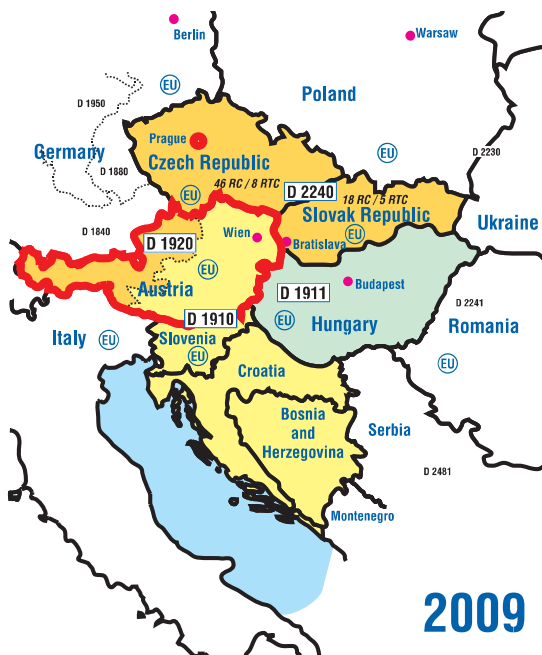 Berlin
Warsaw
EU
D 1950
Poland
Prague
Germany
Czech Republic
EU
D 2230
D 1880
46 RC / 8 RTC
EU
D 2240
18 RC / 5 RTC
Slovak Republic
Ukraine
D 1840
D 1920
Wien
EU
Bratislava
EU
Austria
D 1911
Budapest
D 2241
D 1910
EU
Hungary
Romania
Italy
EU
Slovenia
EU
EU
Croatia
Bosnia
and
Herzegovina
Serbia
D 2481
Montenegro
2009